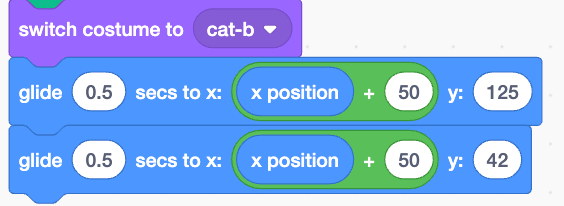 switch costume to cat-b
glide 0.5 secs to x: x position + 50 y: 125
glide 0.5 secs to x: x position + 50 y: 42